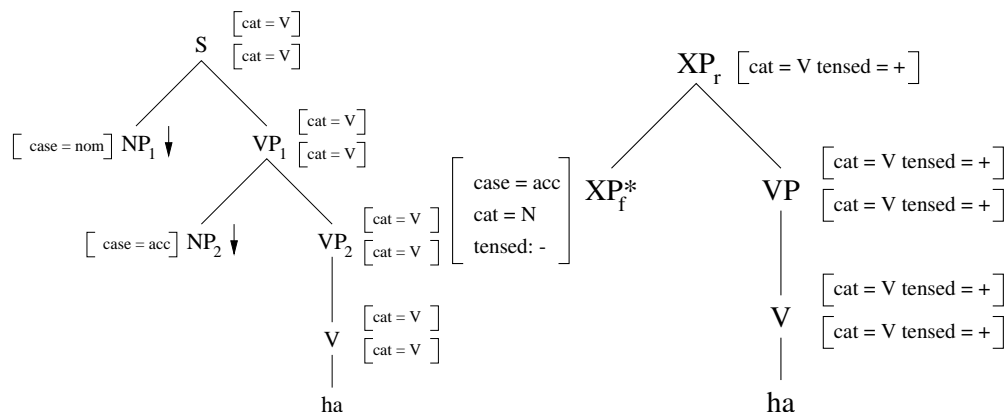 S [cat = V]
[cat = V]
[case = nom] NP1 ↓
VP1 [cat = V]
[cat = V]
[case = acc] NP2 ↓
VP2 [cat = V]
[cat = V]
V [cat = V]
[cat = V]
ha
XPr [cat = V tensed = +]
[case = acc
cat = N
tensed: -]
XPf*
VP [cat = V tensed = +]
[cat = V tensed = +]
V [cat = V tensed = +]
[cat = V tensed = +]
ha